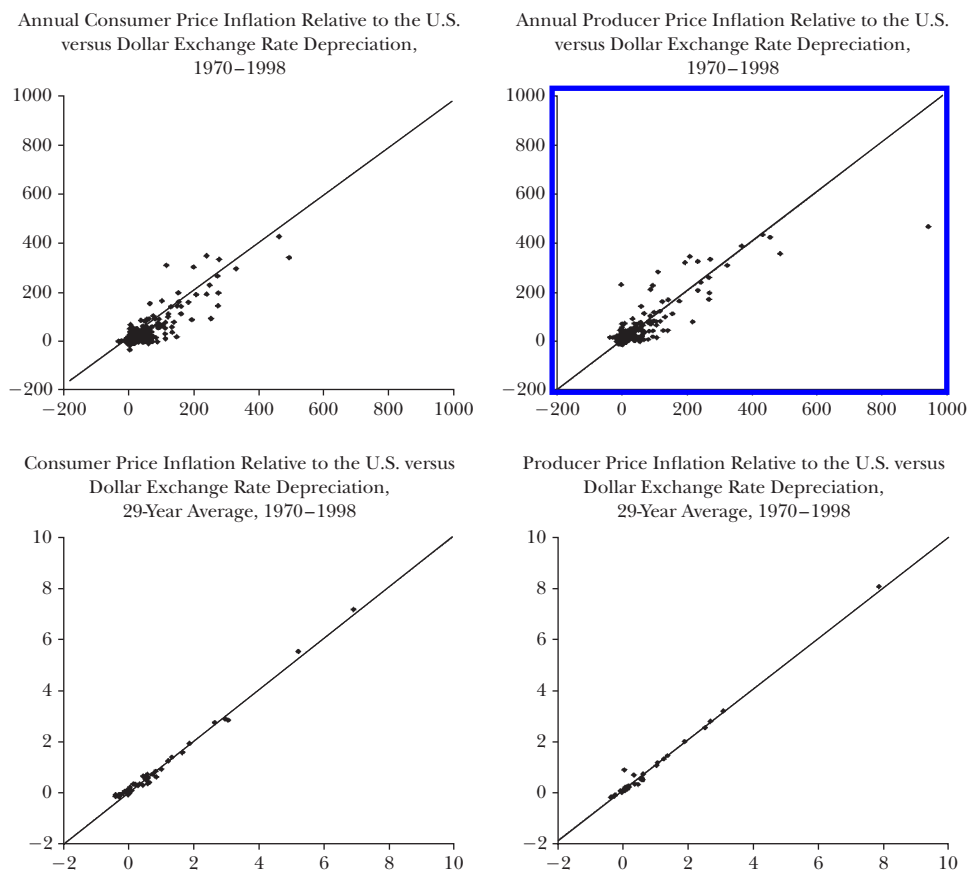 Annual Consumer Price Inflation Relative to the U.S.
versus Dollar Exchange Rate Depreciation,
1970–1998
1000
800
600
400
200
0
−200
−200 0 200 400 600 800 1000
Annual Producer Price Inflation Relative to the U.S.
versus Dollar Exchange Rate Depreciation,
1970–1998
1000
800
600
400
200
0
−200
−200 0 200 400 600 800 1000
Consumer Price Inflation Relative to the U.S. versus
Dollar Exchange Rate Depreciation,
29-Year Average, 1970–1998
10
8
6
4
2
0
−2
−2 0 2 4 6 8 10
Producer Price Inflation Relative to the U.S. versus
Dollar Exchange Rate Depreciation,
29-Year Average, 1970–1998
10
8
6
4
2
0
−2
−2 0 2 4 6 8 10